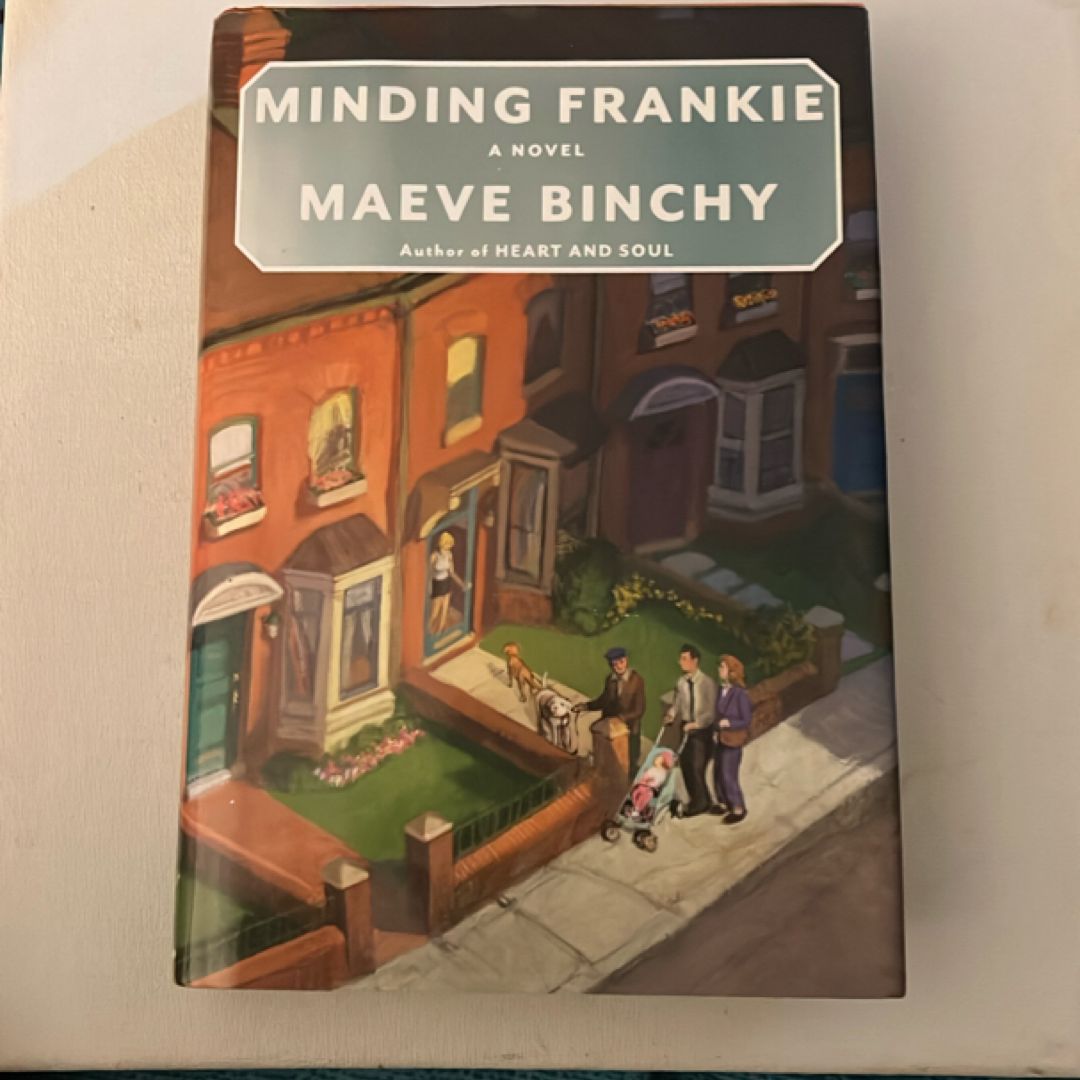 MINDING FRANKIE
A NOVEL
MAEVE BINCHY
Author of HEART AND SOUL